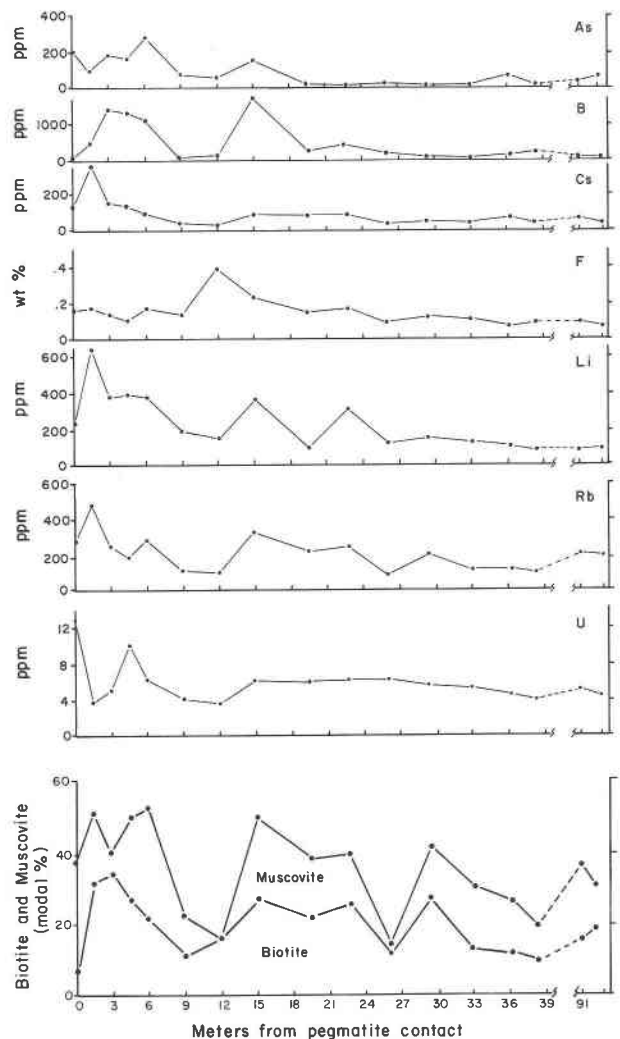 400
200
0
ppm
As
1000
0
ppm
B
200
0
ppm
Cs
.4
.2
0
wt %
F
600
400
200
0
ppm
Li
600
400
200
0
ppm
Rb
12
8
4
0
ppm
U
60
40
20
0
Biotite and Muscovite
(modal %)
Muscovite
Biotite
0 3 6 9 12 15 18 21 24 27 30 33 36 39 91
Meters from pegmatite contact